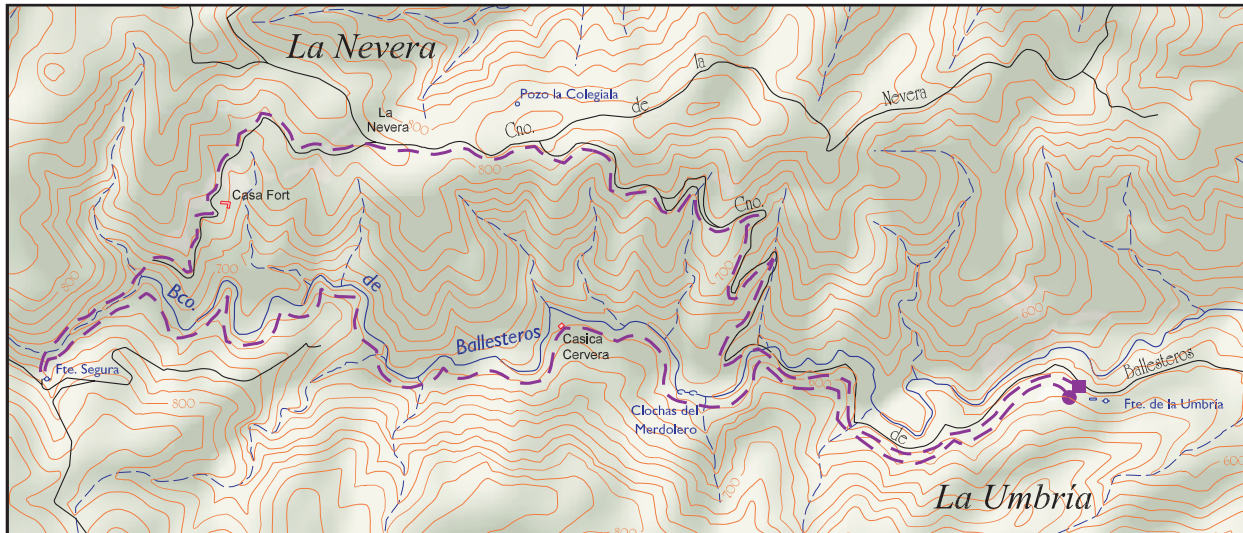 La Nevera
Pozo la Colegiala
La
Nevera
800
Cno.
de
la
Nevera
800
Casa Fort
Cno.
800
700
Bco.
de
700
600
Ballesteros
Casica
Cervera
Fte. Segura
800
Clochas del
Merdolero
600
de
Ballesteros
Fte. de la Umbría
600
700
La Umbría
800